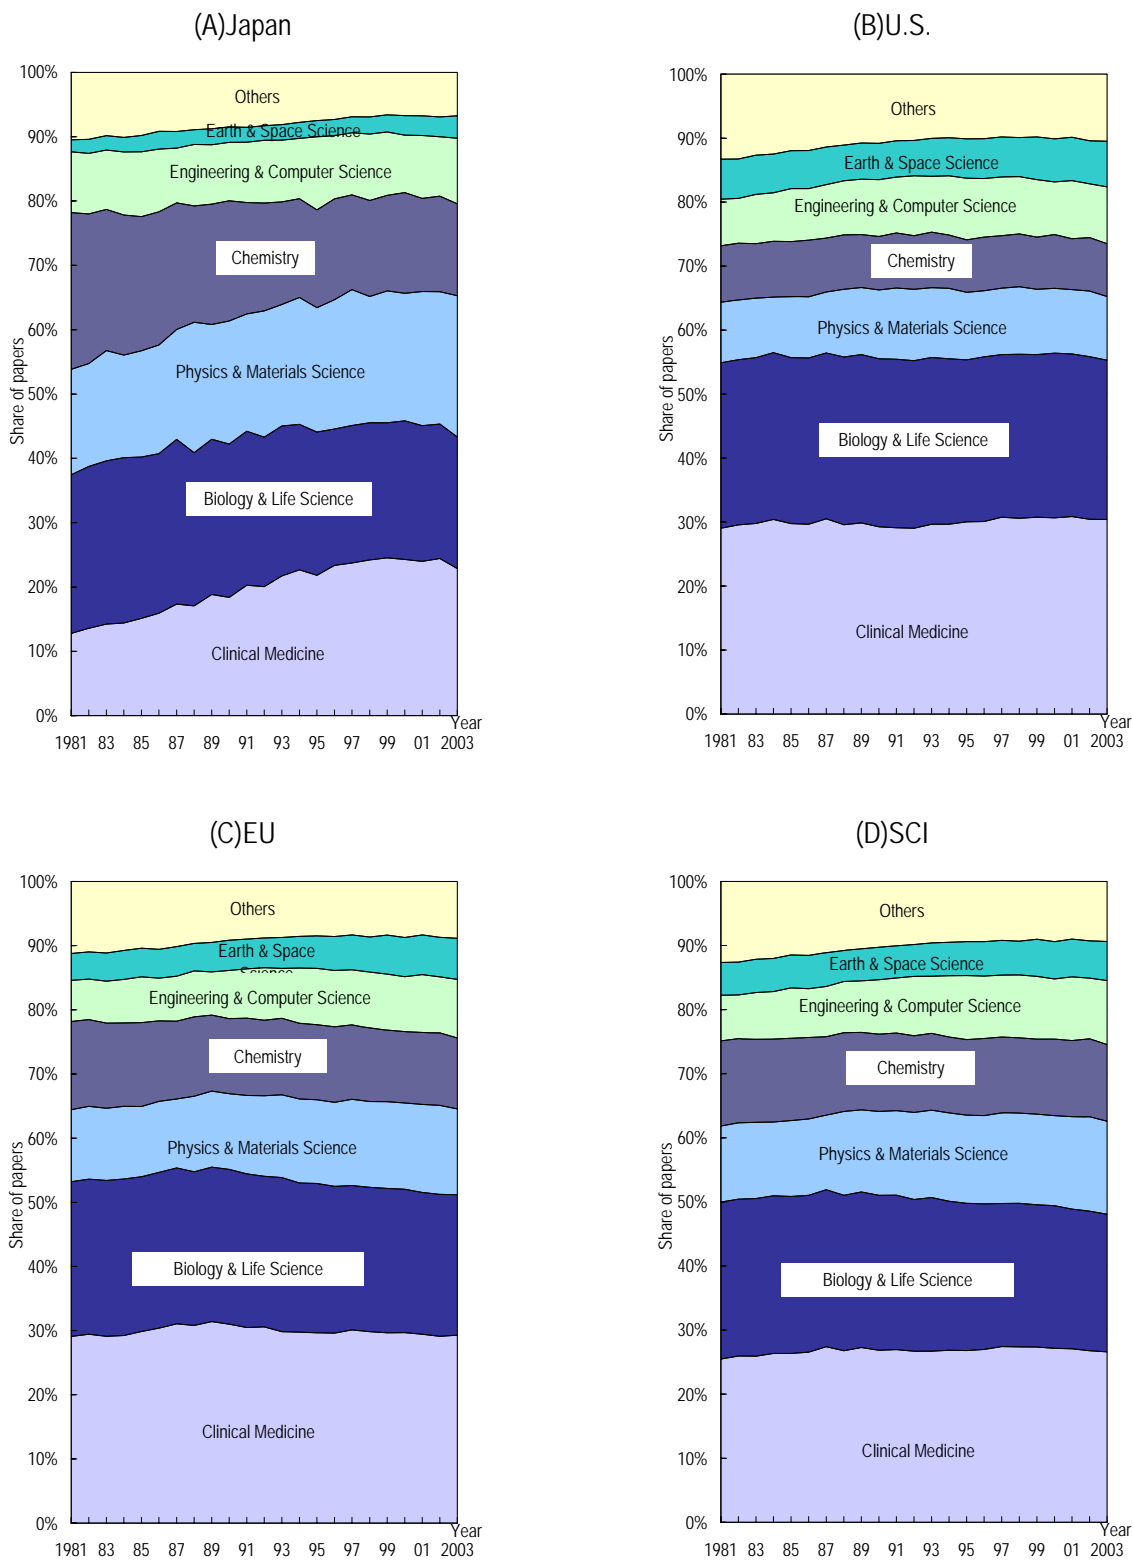 (A)Japan
100%
90%
80%
70%
60%
50%
40%
30%
20%
10%
0%
Share of papers
Others
Earth & Space Science
Engineering & Computer Science
Chemistry
Physics & Materials Science
Biology & Life Science
Clinical Medicine
Year
1981 83 85 87 89 91 93 95 97 99 01 2003
(B)U.S.
100%
90%
80%
70%
60%
50%
40%
30%
20%
10%
0%
Share of papers
Others
Earth & Space Science
Engineering & Computer Science
Chemistry
Physics & Materials Science
Biology & Life Science
Clinical Medicine
Year
1981 83 85 87 89 91 93 95 97 99 01 2003
(C)EU
100%
90%
80%
70%
60%
50%
40%
30%
20%
10%
0%
Share of papers
Others
Earth & Space
Science
Engineering & Computer Science
Chemistry
Physics & Materials Science
Biology & Life Science
Clinical Medicine
Year
1981 83 85 87 89 91 93 95 97 99 01 2003
(D)SCI
100%
90%
80%
70%
60%
50%
40%
30%
20%
10%
0%
Share of papers
Others
Earth & Space Science
Engineering & Computer Science
Chemistry
Physics & Materials Science
Biology & Life Science
Clinical Medicine
Year
1981 83 85 87 89 91 93 95 97 99 01 2003